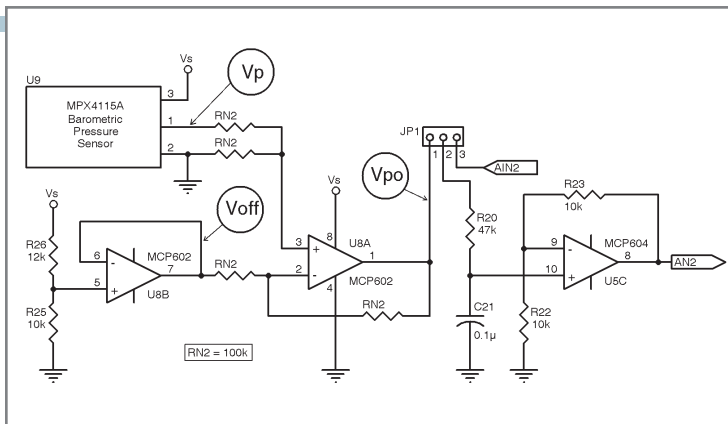 U9
Vs
MPX4115A
Barometric
Pressure
Sensor
3
1
2
Vp
RN2
RN2
Vs
R26
12k
R25
10k
6
-
5
+
7
MCP602
U8B
Voff
RN2
RN2 = 100k
Vs
8
3
+
2
-
4
1
U8A
MCP602
RN2
Vpo
JP1
1
2
3
AIN2
R20
47k
C21
0.1µ
R23
10k
9
-
10
+
8
MCP604
U5C
R22
10k
AN2